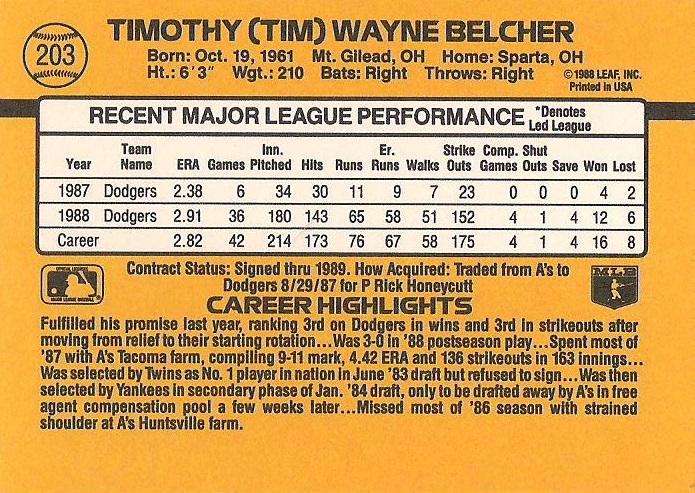 203
TIMOTHY (TIM) WAYNE BELCHER
Born: Oct. 19, 1961 Mt. Gilead, OH Home: Sparta, OH
Ht.: 6'3" Wgt.: 210 Bats: Right Throws: Right
©1988 LEAF, INC.
Printed in USA
RECENT MAJOR LEAGUE PERFORMANCE
*Denotes
Led League
Team Inn. Er. Strike Comp. Shut
Year Name ERA Games Pitched Hits Runs Runs Walks Outs Games Outs Save Won Lost
1987 Dodgers 2.38 6 34 30 11 9 7 23 0 0 0 4 2
1988 Dodgers 2.91 36 180 143 65 58 51 152 4 1 4 12 6
Career 2.82 42 214 173 76 67 58 175 4 1 4 16 8
Contract Status: Signed thru 1989. How Acquired: Traded from A's to
Dodgers 8/29/87 for P Rick Honeycutt
MLB
CAREER HIGHLIGHTS
Fulfilled his promise last year, ranking 3rd on Dodgers in wins and 3rd in strikeouts after
moving from relief to their starting rotation...Was 3-0 in '88 postseason play...Spent most of
'87 with A's Tacoma farm, compiling 9-11 mark, 4.42 ERA and 136 strikeouts in 163 innings...
Was selected by Twins as No. 1 player in nation in June '83 draft but refused to sign...Was then
selected by Yankees in secondary phase of Jan. '84 draft, only to be drafted away by A's in free
agent compensation pool a few weeks later...Missed most of '86 season with strained
shoulder at A's Huntsville farm.